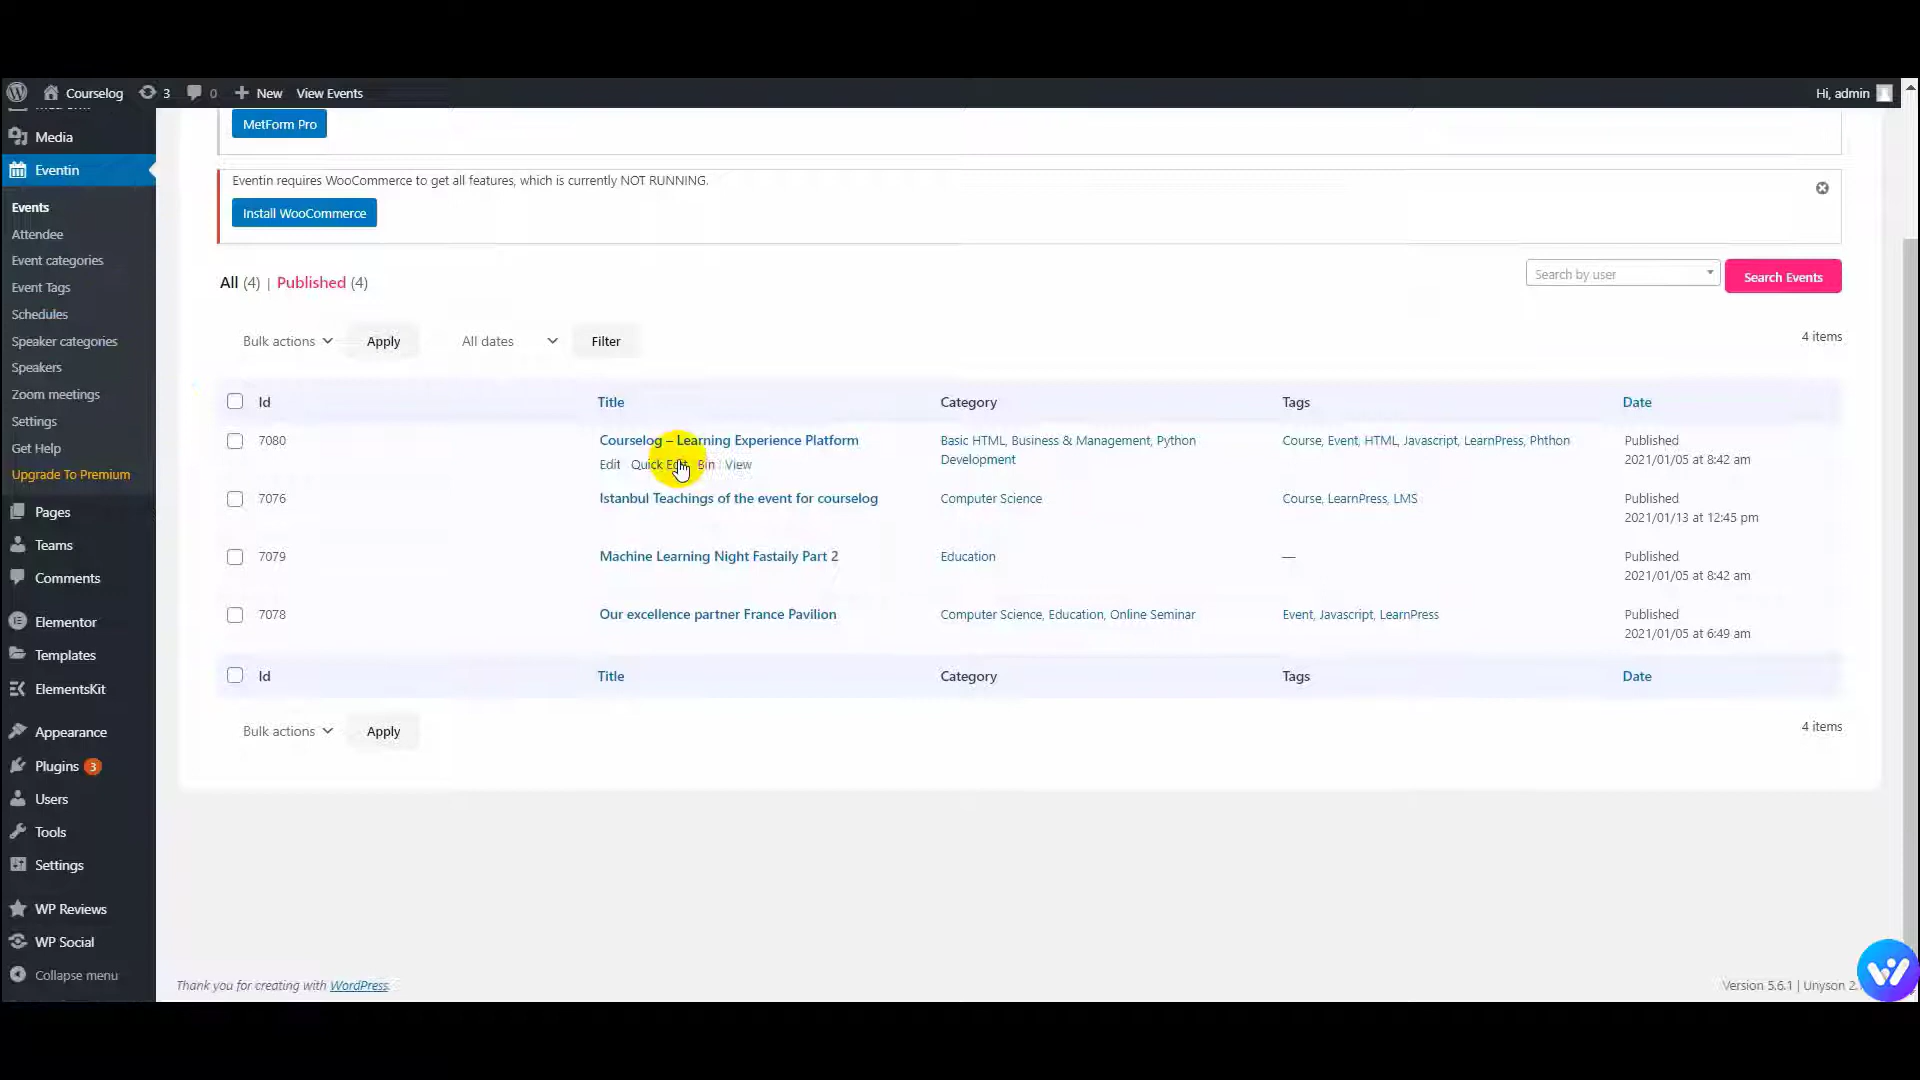 Courselog 3 0 New View Events Hi, admin
MetForm Pro
Media
Eventin
Events
Attendee
Event categories
Event Tags
Schedules
Speaker categories
Speakers
Zoom meetings
Settings
Get Help
Upgrade To Premium
Pages
Teams
Comments
Elementor
Templates
ElementsKit
Appearance
Plugins 3
Users
Tools
Settings
WP Reviews
WP Social
Collapse menu
Eventin requires WooCommerce to get all features, which is currently NOT RUNNING.
Install WooCommerce
All (4) | Published (4)
Search by user Search Events
Bulk actions Apply All dates Filter 4 items
Id Title Category Tags Date
7080 Courselog – Learning Experience Platform Basic HTML, Business & Management, Python Course, Event, HTML, Javascript, LearnPress, Phthon Published
Development 2021/01/05 at 8:42 am
Edit Quick Edit Bin View
7076 Istanbul Teachings of the event for courselog Computer Science Course, LearnPress, LMS Published
2021/01/13 at 12:45 pm
7079 Machine Learning Night Fastaily Part 2 Education — Published
2021/01/05 at 8:42 am
7078 Our excellence partner France Pavilion Computer Science, Education, Online Seminar Event, Javascript, LearnPress Published
2021/01/05 at 6:49 am
Id Title Category Tags Date
Bulk actions Apply 4 items
Thank you for creating with WordPress. Version 5.6.1 | Unyson 2.